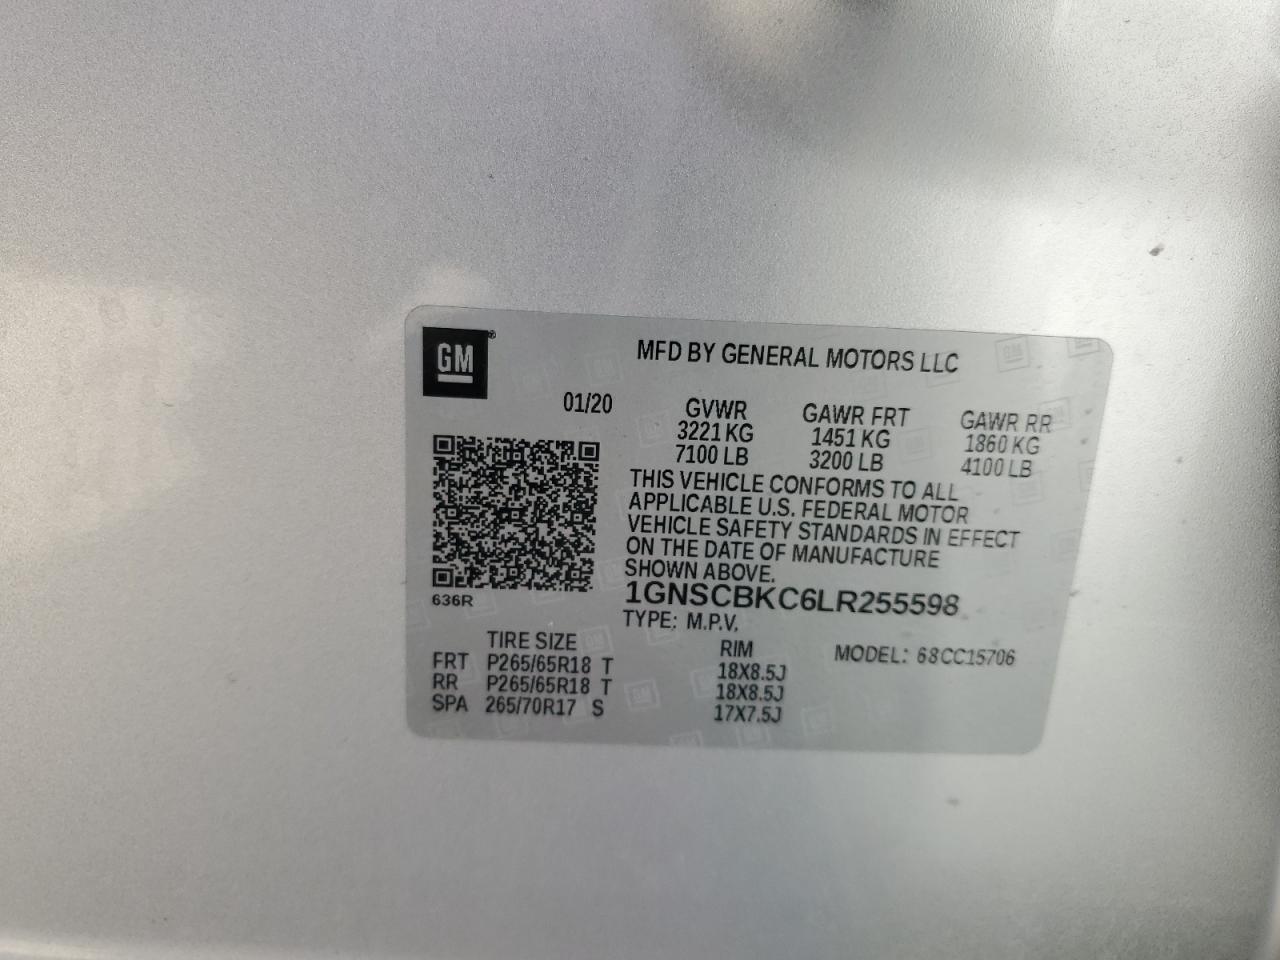 GM®
MFD BY GENERAL MOTORS LLC
01/20 GVWR GAWR FRT GAWR RR
3221 KG 1451 KG 1860 KG
7100 LB 3200 LB 4100 LB
THIS VEHICLE CONFORMS TO ALL
APPLICABLE U.S. FEDERAL MOTOR
VEHICLE SAFETY STANDARDS IN EFFECT
ON THE DATE OF MANUFACTURE
SHOWN ABOVE.
636R
1GNSCBKC6LR255598
TYPE: M.P.V.
TIRE SIZE RIM MODEL: 68CC15706
FRT P265/65R18 T 18X8.5J
RR P265/65R18 T 18X8.5J
SPA 265/70R17 S 17X7.5J